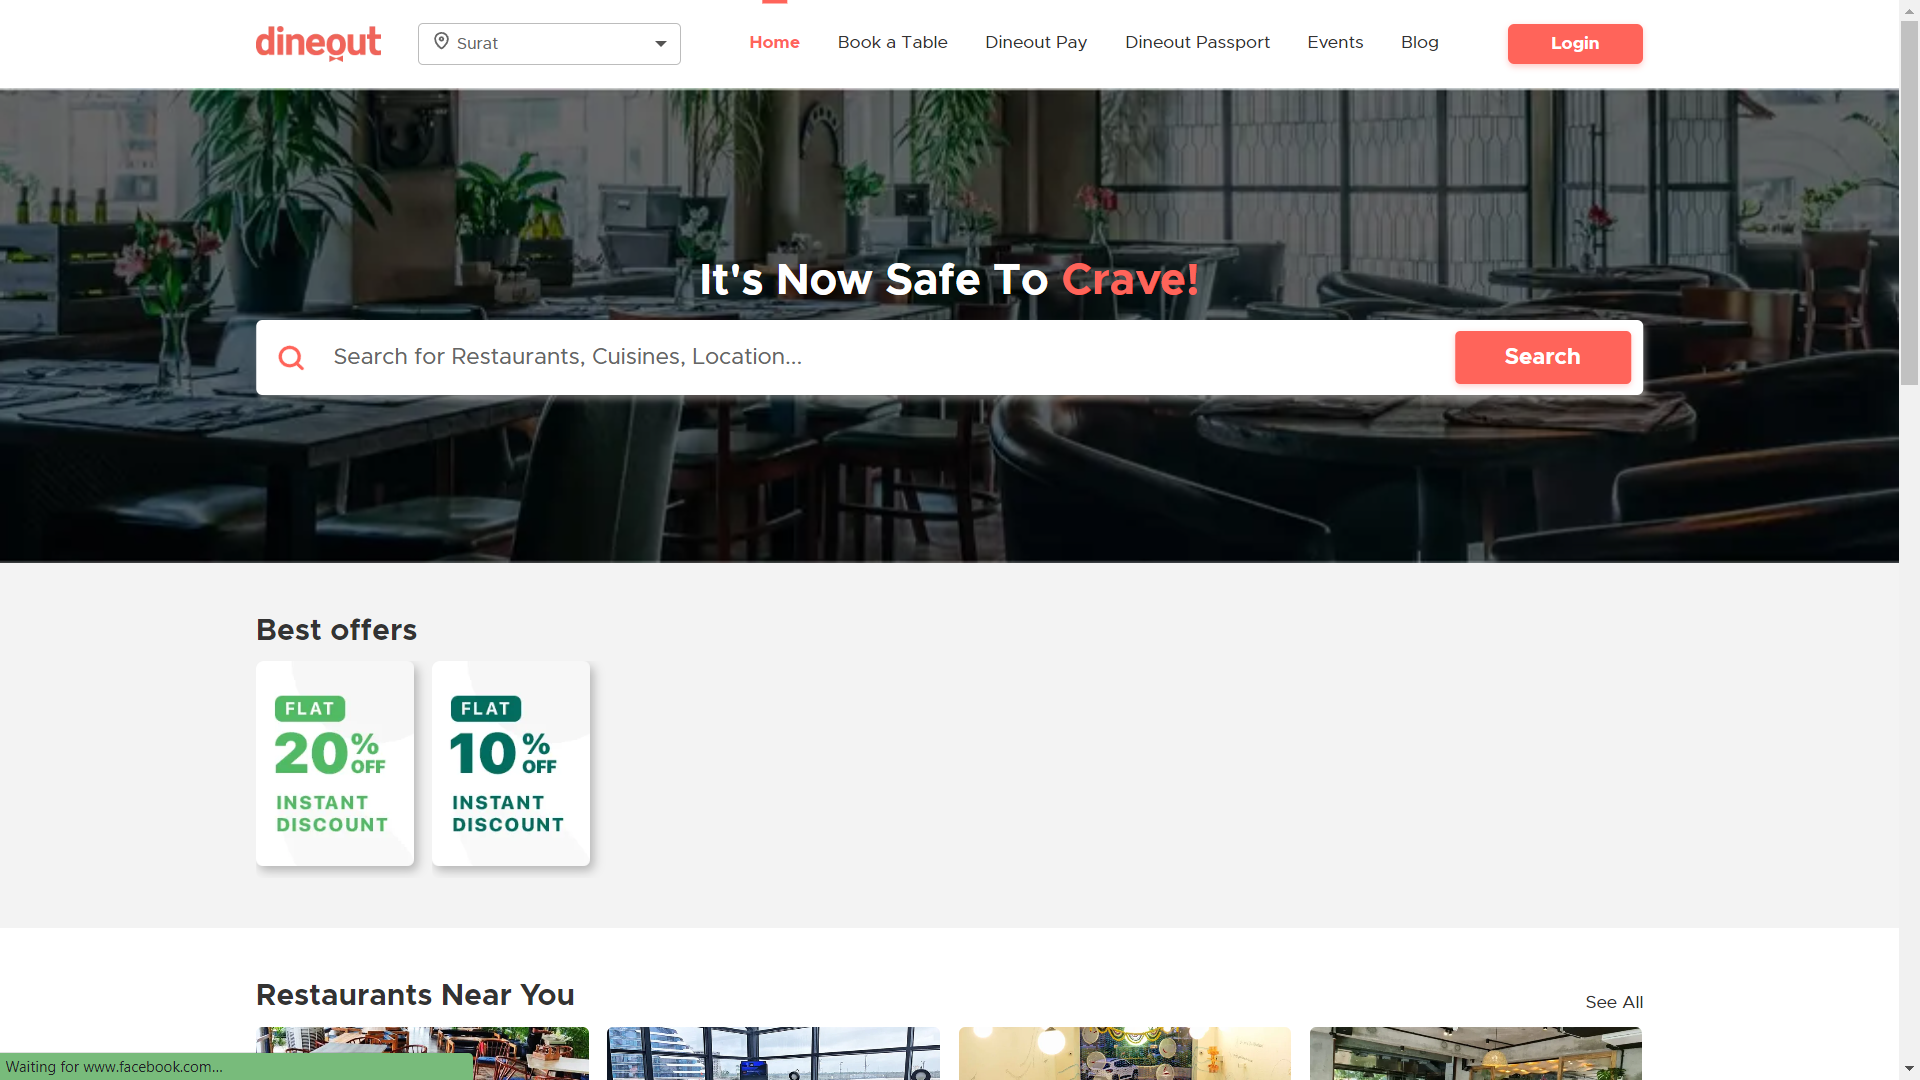 dineout
Surat
Home
Book a Table
Dineout Pay
Dineout Passport
Events
Blog
Login
It's Now Safe To Crave!
Search for Restaurants, Cuisines, Location...
Search
Best offers
FLAT
20% OFF
INSTANT
DISCOUNT
FLAT
10% OFF
INSTANT
DISCOUNT
Restaurants Near You
See All
Waiting for www.facebook.com...